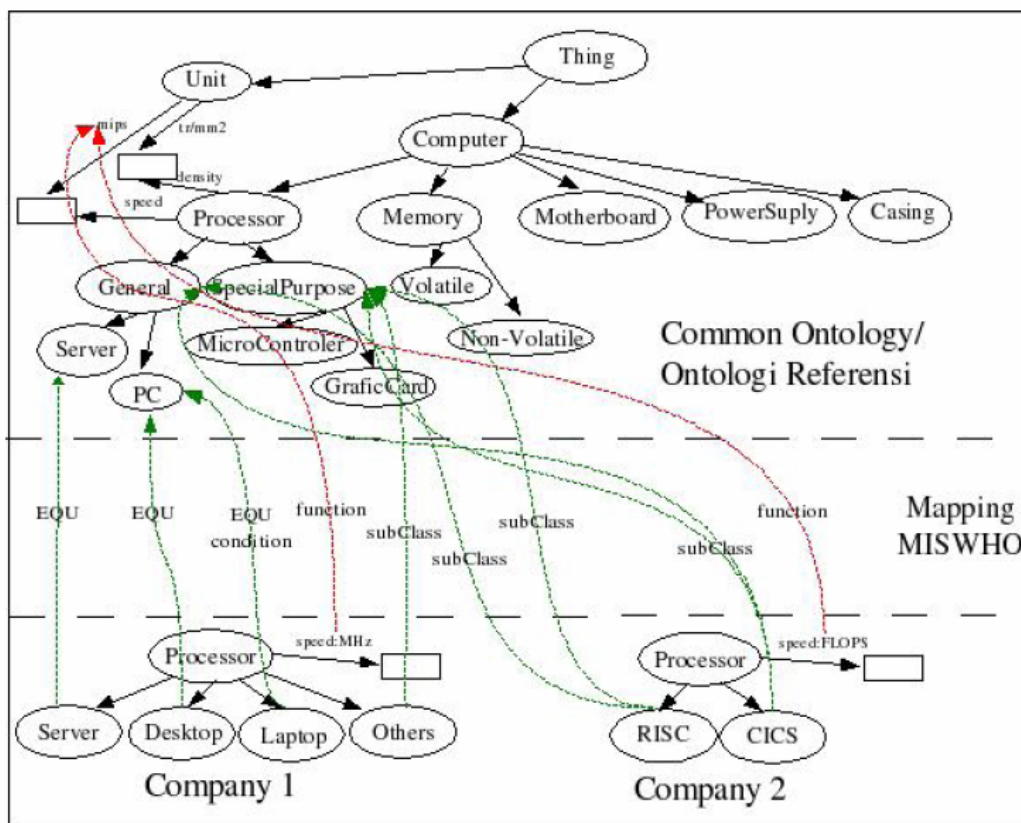 Thing
Unit
mips
tr/mm2
Computer
density
speed
Processor
Memory
Motherboard
PowerSuply
Casing
General
SpecialPurpose
Volatile
Server
MicroControler
Non-Volatile
Common Ontology/
Ontologi Referensi
PC
GraficCard
EQU
EQU
EQU
condition
function
subClass
subClass
subClass
function
subClass
Mapping
MISWHO
Processor
speed:MHz
Processor
speed:FLOPS
Server
Desktop
Laptop
Others
RISC
CICS
Company 1
Company 2